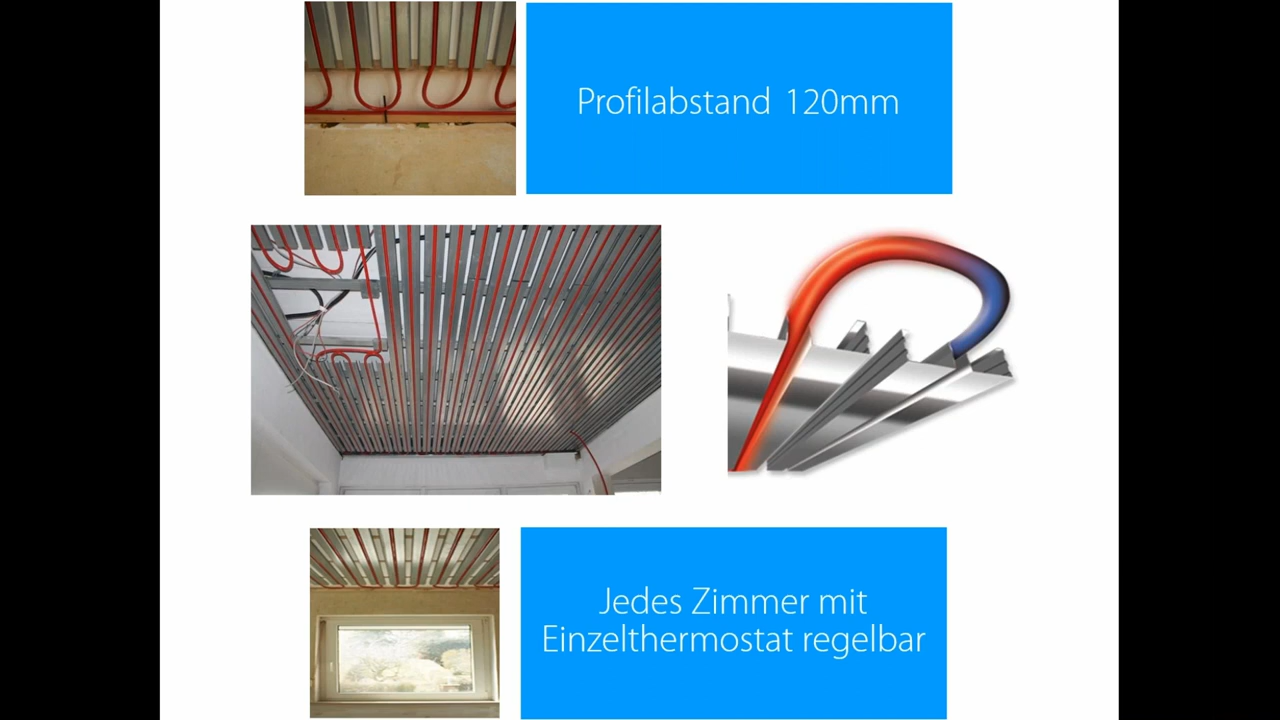 Profilabstand 120mm
Jedes Zimmer mit
Einzelthermostat regelbar